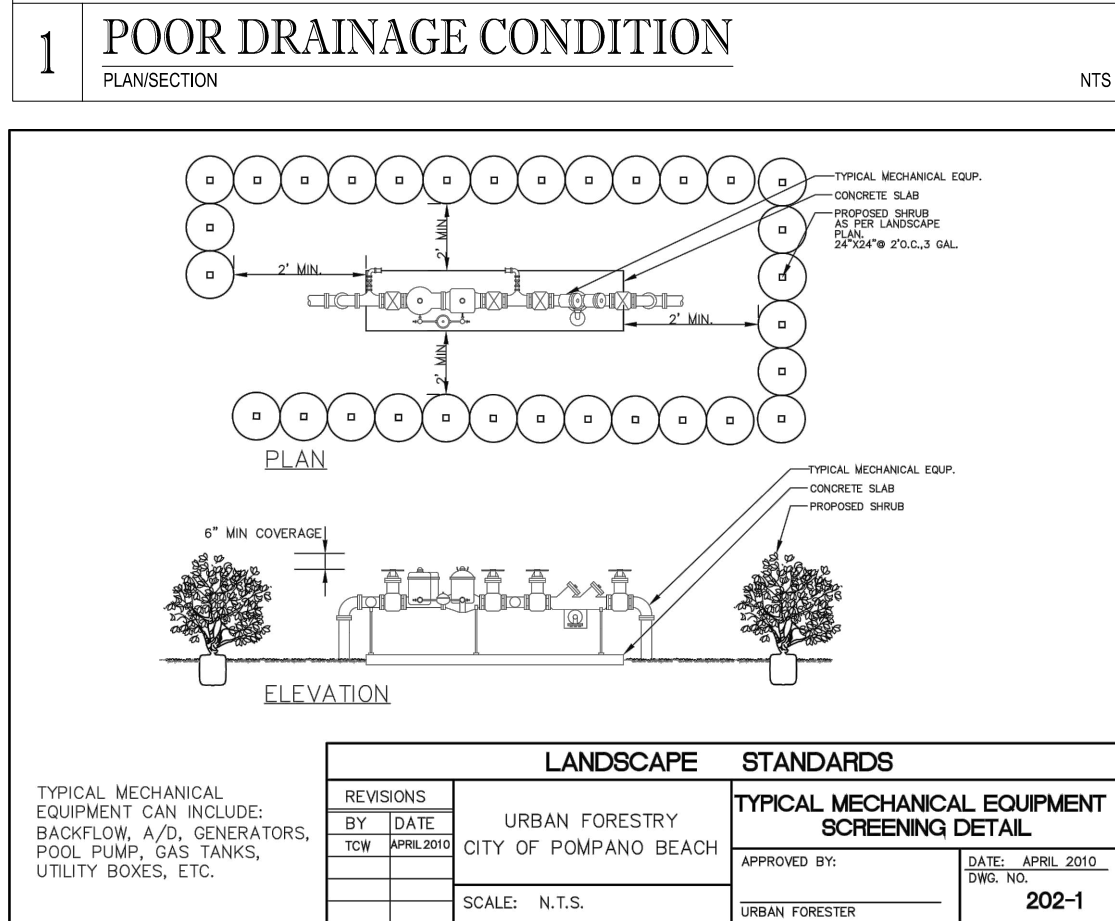 1
POOR DRAINAGE CONDITION
PLAN/SECTION
NTS
TYPICAL MECHANICAL EQUIP.
CONCRETE SLAB
PROPOSED SHRUB
AS PER LANDSCAPE
PLAN.
24"X24"@ 2'O.C.,3 GAL.
2' MIN.
2' MIN.
2' MIN.
2' MIN.
PLAN
TYPICAL MECHANICAL EQUP.
CONCRETE SLAB
PROPOSED SHRUB
6" MIN COVERAGE
ELEVATION
TYPICAL MECHANICAL
EQUIPMENT CAN INCLUDE:
BACKFLOW, A/D, GENERATORS,
POOL PUMP, GAS TANKS,
UTILITY BOXES, ETC.
LANDSCAPE STANDARDS
REVISIONS
BY DATE
TCW APRIL 2010
URBAN FORESTRY
CITY OF POMPANO BEACH
SCALE: N.T.S.
TYPICAL MECHANICAL EQUIPMENT
SCREENING DETAIL
APPROVED BY:
URBAN FORESTER
DATE: APRIL 2010
DWG. NO.
202-1